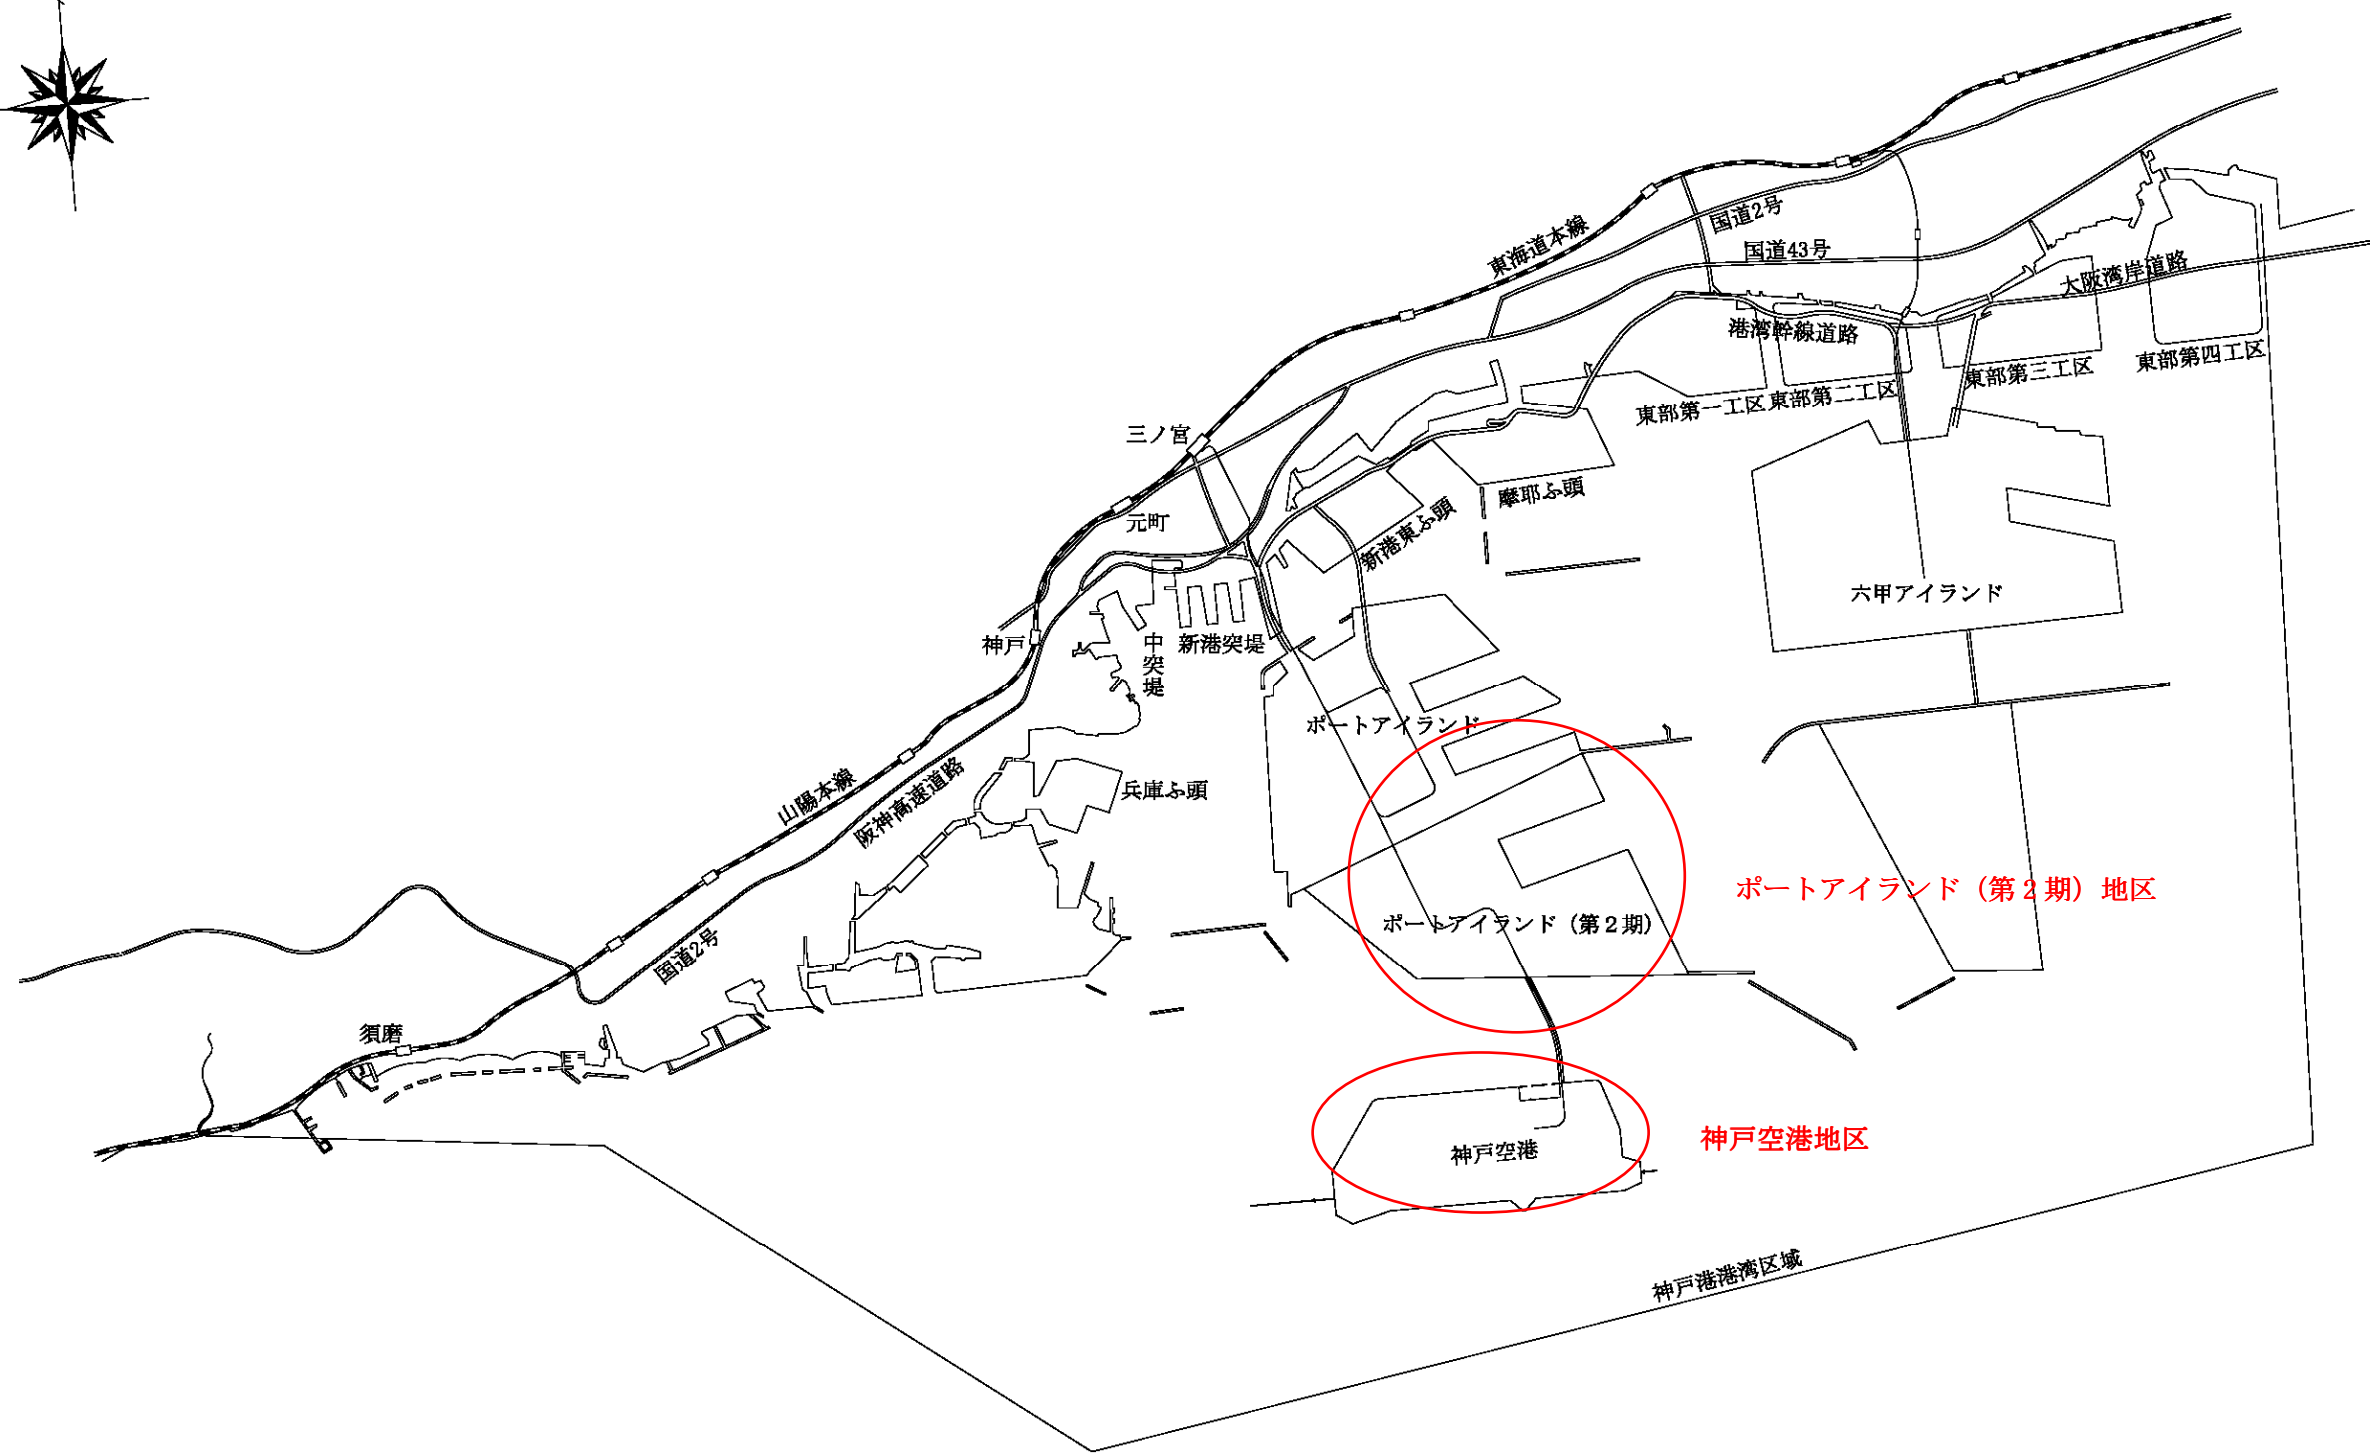 東海道本線
国道2号
国道43号
大阪湾岸道路
港湾幹線道路
東部第四工区
東部第三工区
東部第二工区
東部第一工区
三ノ宮
摩耶ふ頭
元町
新港東ふ頭
六甲アイランド
神戸
中突堤
新港突堤
ポートアイランド
山陽本線
阪神高速道路
兵庫ふ頭
ポートアイランド（第２期）地区
ポートアイランド（第２期）
国道2号
須磨
神戸空港地区
神戸空港
神戸港港湾区域